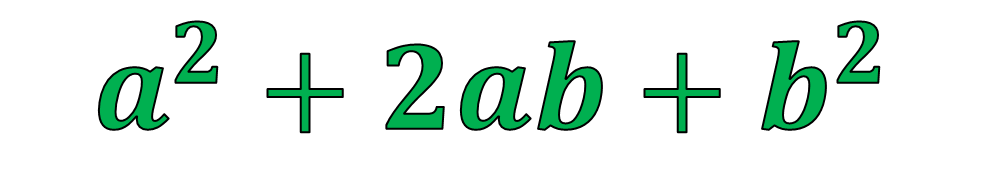 a² + 2ab + b²